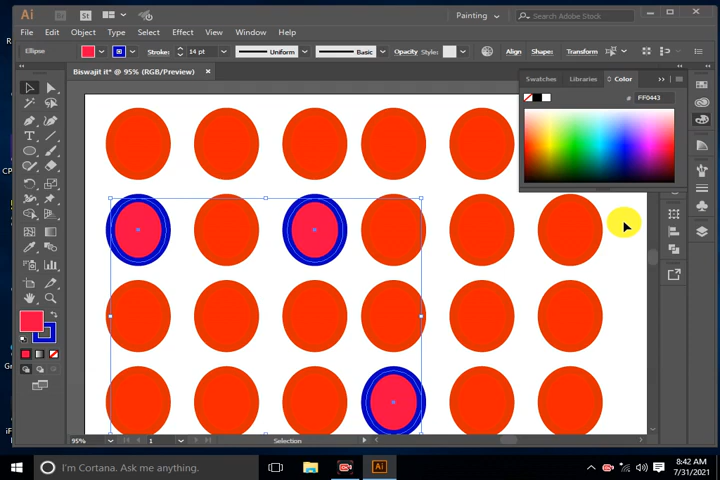 Ai Br St Painting Search Adobe Stock
File Edit Object Type Select Effect View Window Help
Ellipse Stroke: 14 pt Uniform Basic Opacity Style: Align Shape: Transform
Biswajit it* @ 95% (RGB/Preview) ×
Swatches Libraries Color
# FF0443
T
95% 1 Selection
I'm Cortana. Ask me anything. Ai 8:42 AM
7/31/2021